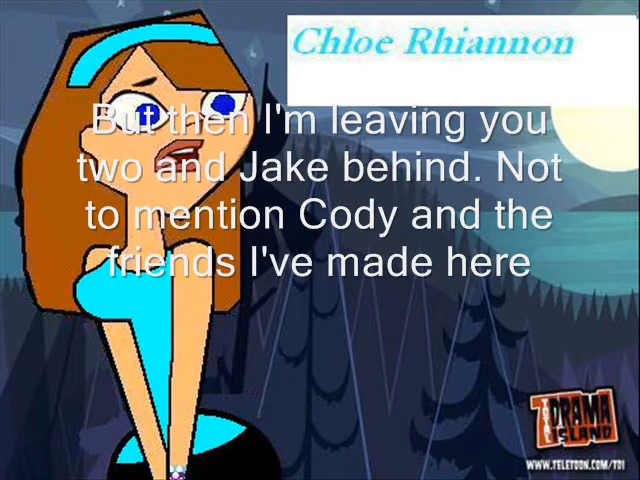 Chloe Rhiannon
But then I'm leaving you
two and Jake behind. Not
to mention Cody and the
friends I've made here
TOTAL
DRAMA
ISLAND
WWW.TELETOON.COM/TDI